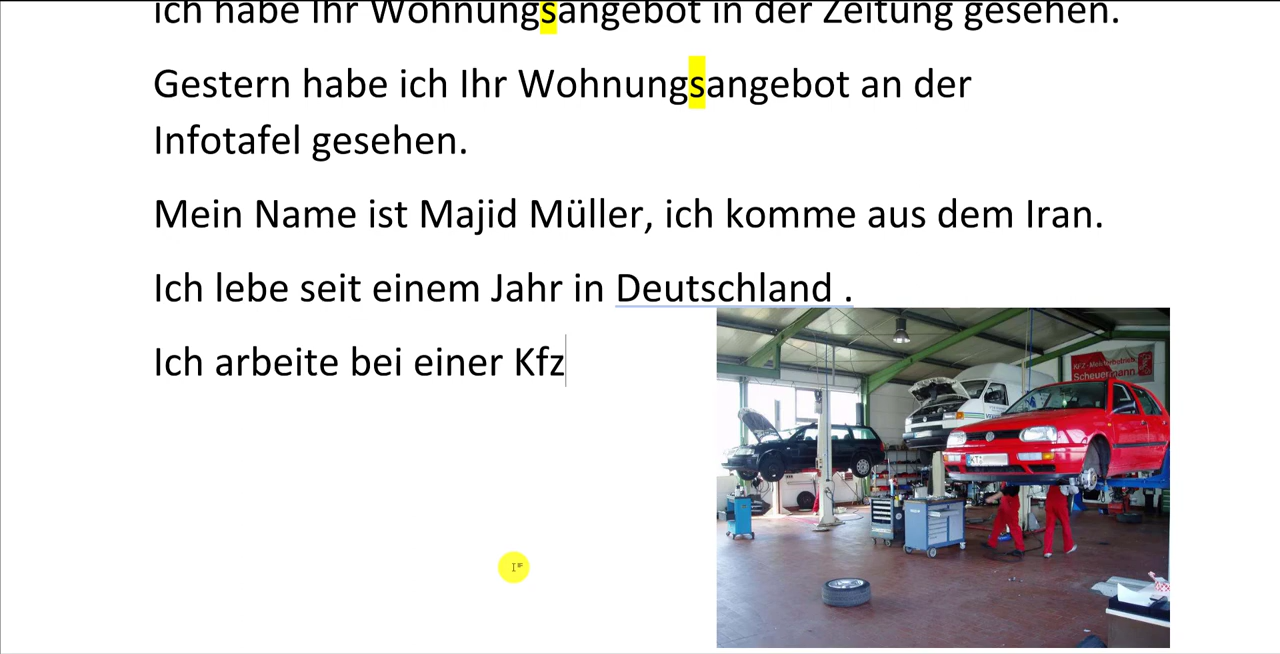 ich habe Ihr Wohnungsangebot in der Zeitung gesehen.
Gestern habe ich Ihr Wohnungsangebot an der
Infotafel gesehen.
Mein Name ist Majid Müller, ich komme aus dem Iran.
Ich lebe seit einem Jahr in Deutschland .
Ich arbeite bei einer Kfz
Scheuermann